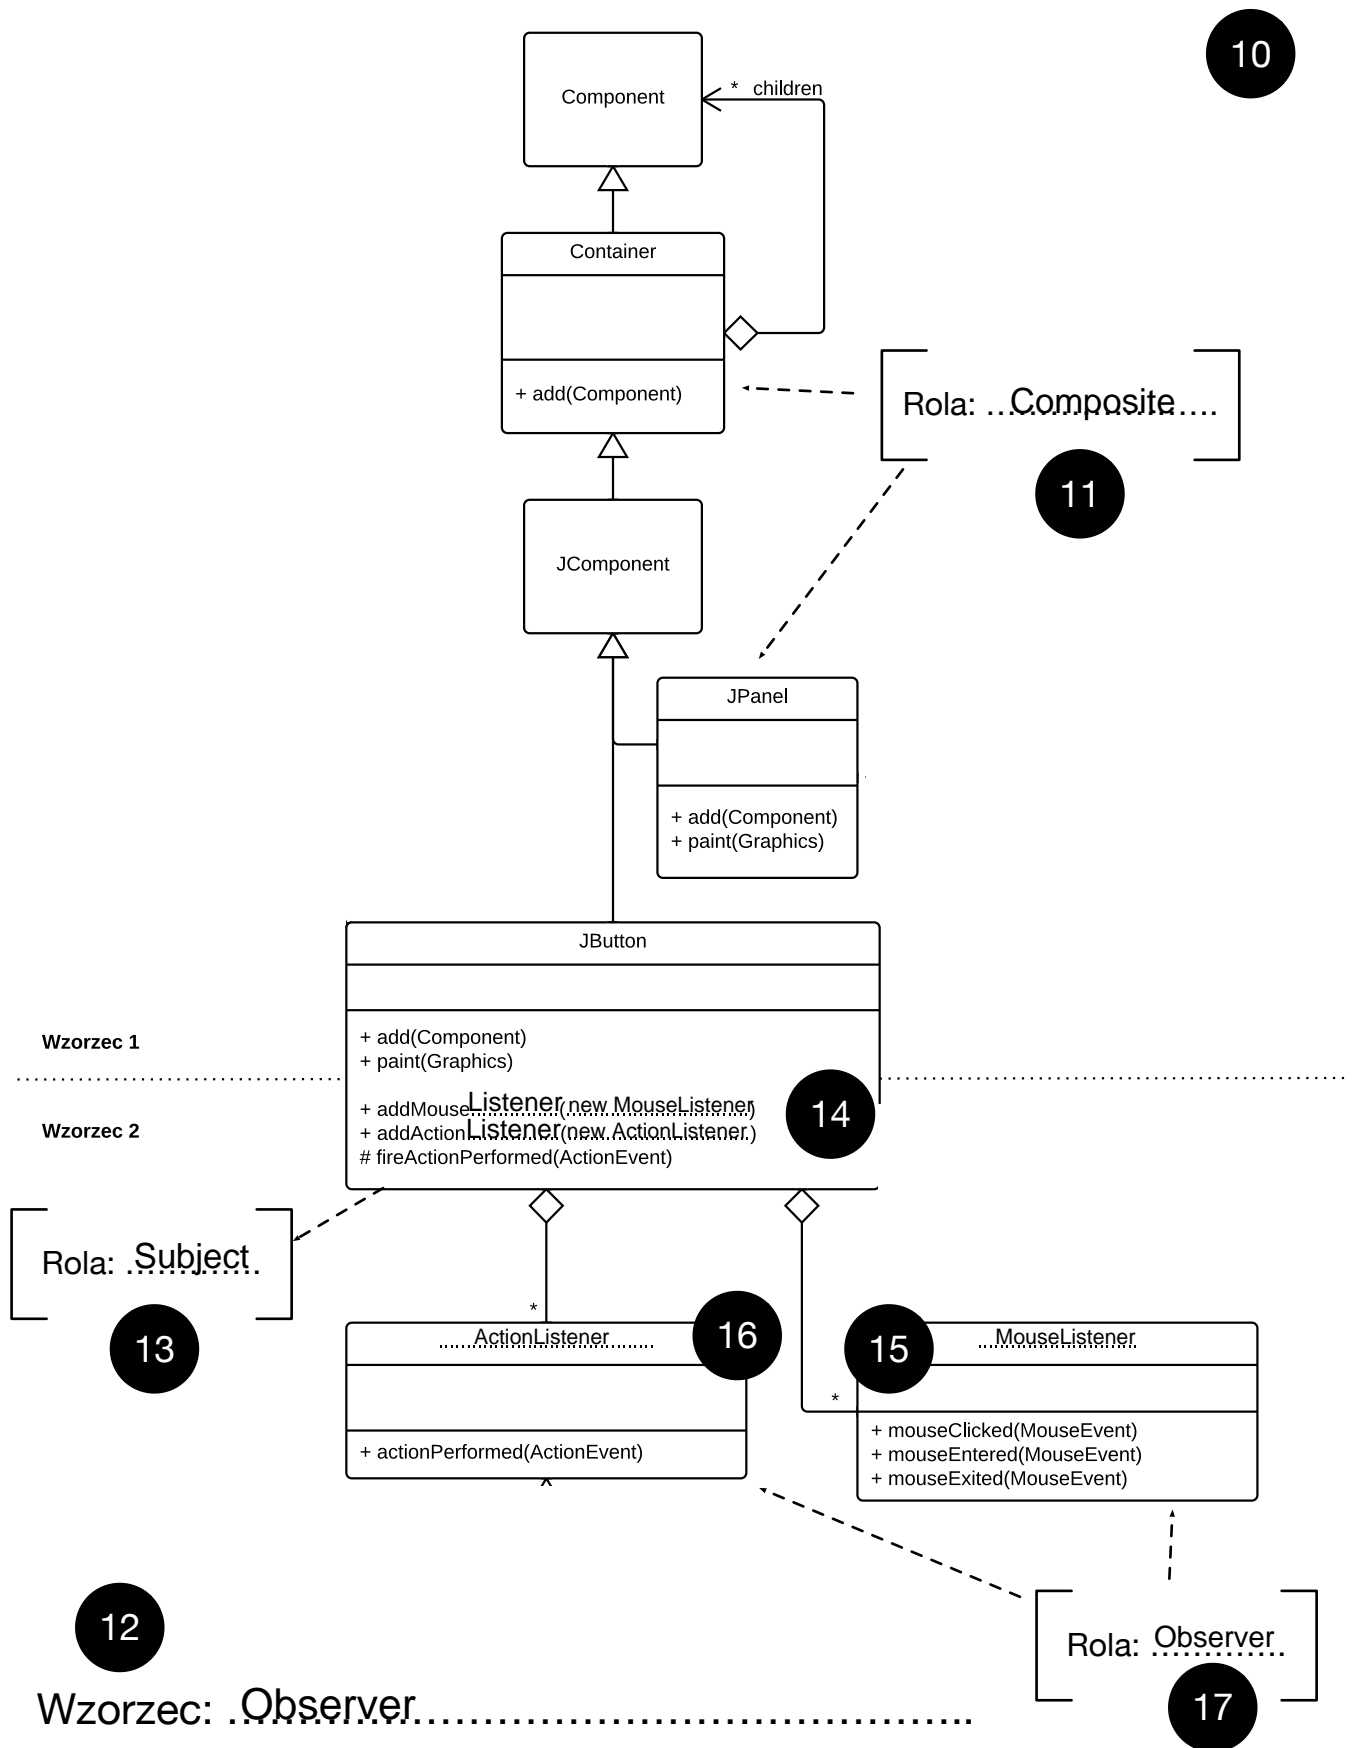 10
Component
* children
Container
+ add(Component)
Rola: ....Composite....
11
JComponent
JPanel
+ add(Component)
+ paint(Graphics)
JButton
Wzorzec 1
+ add(Component)
+ paint(Graphics)
Wzorzec 2
+ addMouseListener(new MouseListener)
+ addActionListener(new ActionListener.)
# fireActionPerformed(ActionEvent)
14
Rola: .Subject.
13
*
ActionListener
16
+ actionPerformed(ActionEvent)
15
MouseListener
*
+ mouseClicked(MouseEvent)
+ mouseEntered(MouseEvent)
+ mouseExited(MouseEvent)
12
Rola: Observer
17
Wzorzec: .Observer..............................